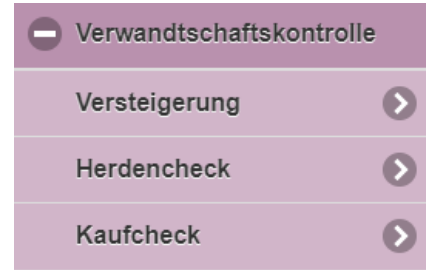 Verwandtschaftskontrolle
Versteigerung
Herdencheck
Kaufcheck